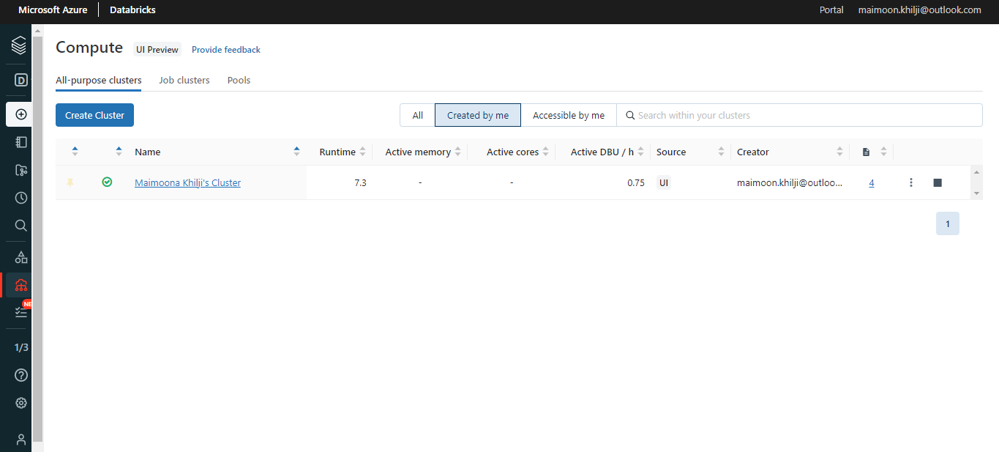 Microsoft Azure Databricks Portal maimoon.khilji@outlook.com
Compute UI Preview Provide feedback
D
All-purpose clusters Job clusters Pools
Create Cluster All Created by me Accessible by me Search within your clusters
Name Runtime Active memory Active cores Active DBU / h Source Creator
Maimoona Khilji's Cluster 7.3 - - 0.75 UI maimoon.khilji@outloo... 4
1
NE
1/3
?